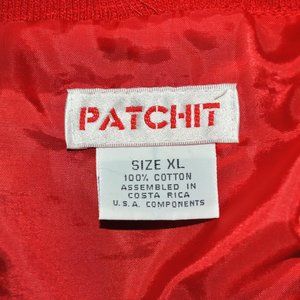 PATCHIT
SIZE XL
100% COTTON
ASSEMBLED IN
COSTA RICA
U.S.A. COMPONENTS